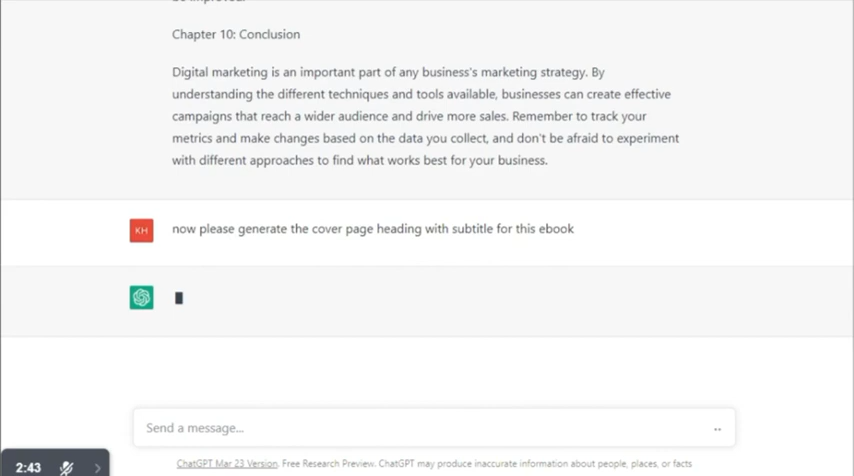 Chapter 10: Conclusion
Digital marketing is an important part of any business's marketing strategy. By
understanding the different techniques and tools available, businesses can create effective
campaigns that reach a wider audience and drive more sales. Remember to track your
metrics and make changes based on the data you collect, and don't be afraid to experiment
with different approaches to find what works best for your business.
KH
now please generate the cover page heading with subtitle for this ebook
Send a message...
2:43
ChatGPT Mar 23 Version. Free Research Preview. ChatGPT may produce inaccurate information about people, places, or facts